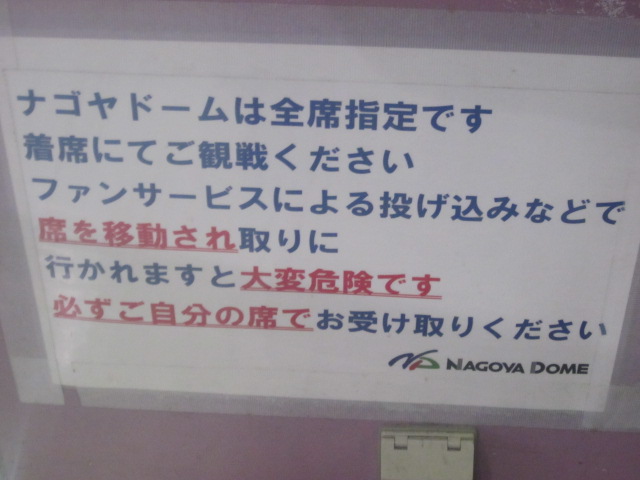 ナゴヤドームは全席指定です
着席にてご観戦ください
ファンサービスによる投げ込みなどで
席を移動され取りに
行かれますと大変危険です
必ずご自分の席でお受け取りください
NAGOYA DOME